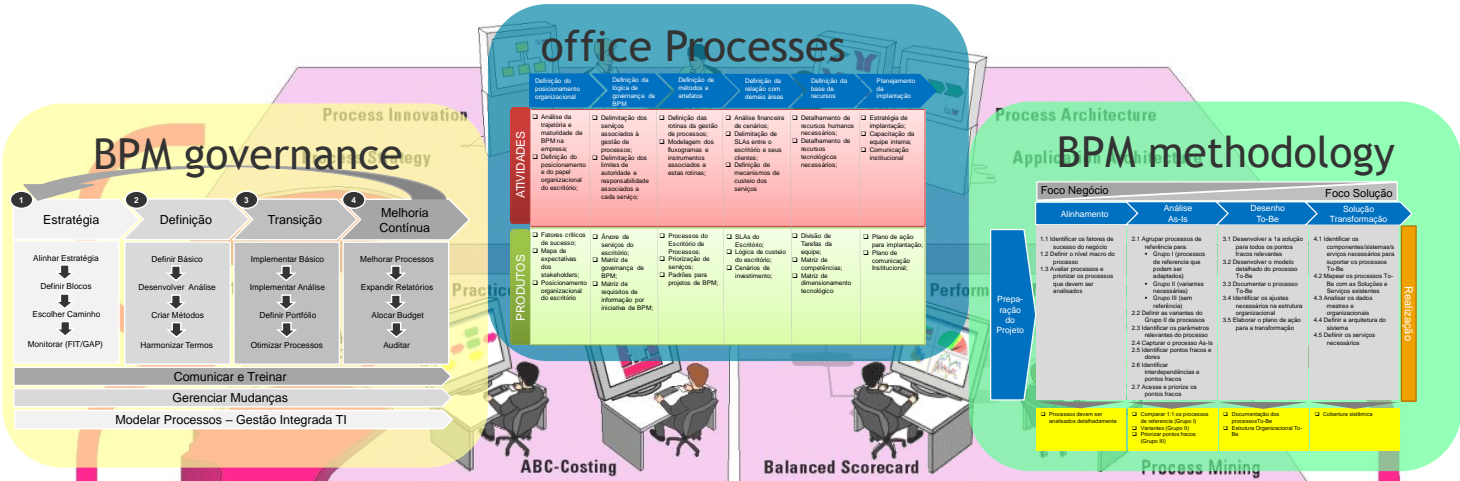 office Processes
Definição do
posicionamento
organizacional
Definição da
lógica de
governança de
BPM
Definição de
métodos e
artefatos
Definição da
relação com
demais áreas
Definição da
base de
recursos
Planejamento
da
implantação
ATIVIDADES
Análise da
trajetória e
maturidade de
BPM na
empresa;
Definição do
posicionamento
e do papel
organizacional
do escritório;
Delimitação dos
serviços
associados à
gestão de
processos;
Delimitação dos
limites de
autoridade e
responsabilidade
associados a
cada serviço;
Definição das
rotinas da gestão
de processos;
Modelagem dos
fluxogramas e
instrumentos
associados a
estas rotinas;
Análise financeira
de cenários;
Delimitação de
SLAs entre o
escritório e seus
clientes;
Definição de
mecanismos de
custeio dos
serviços
Detalhamento de
recursos humanos
necessários;
Detalhamento de
recursos
tecnológicos
necessários;
Estratégia de
implantação;
Capacitação da
equipe interna;
Comunicação
institucional
PRODUTOS
Fatores críticos
de sucesso;
Mapa de
expectativas
dos
stakeholders;
Posicionamento
organizacional
do escritório
Árvore de
serviços do
escritório;
Matriz de
governança de
BPM;
Matriz de
requisitos de
informação por
iniciativa de BPM;
Processos do
Escritório de
Processos;
Priorização de
serviços;
Padrões para
projetos de BPM;
SLAs do
Escritório;
Lógica de custeio
do escritório;
Cenários de
investimento;
Divisão de
Tarefas da
equipe;
Matriz de
competências;
Matriz de
dimensionamento
tecnológico
Plano de ação
para implantação;
Plano de
comunicação
Institucional;
Process Innovation
Process Strategy
BPM governance
1
Estratégia
2
Definição
3
Transição
4
Melhoria
Contínua
Alinhar Estratégia
Definir Blocos
Escolher Caminho
Monitorar (FIT/GAP)
Definir Básico
Desenvolver Análise
Criar Métodos
Harmonizar Termos
Implementar Básico
Implementar Análise
Definir Portfólio
Otimizar Processos
Melhorar Processos
Expandir Relatórios
Alocar Budget
Auditar
Comunicar e Treinar
Gerenciar Mudanças
Modelar Processos – Gestão Integrada TI
Process Architecture
Application Architecture
BPM methodology
Foco Negócio
Foco Solução
Alinhamento
Análise
As-Is
Desenho
To-Be
Solução
Transformação
Prepa-
ração
do
Projeto
1.1 Identificar os fatores de
sucesso do negócio
1.2 Definir o nível macro do
processo
1.3 Avaliar processos e
priorizar os processos
que devem ser
analisados
2.1 Agrupar processos de
referência para:
Grupo I (processos
de referencia que
podem ser
adaptados)
Grupo II (variantes
necessárias)
Grupo III (sem
referência)
2.2 Definir as variantes do
Grupo II de processos
2.3 Identificar os parâmetros
relevantes do processo
2.4 Capturar o processo As-Is
2.5 Identificar pontos fracos e
dores
2.6 Identificar
interdependências e
pontos fracos
2.7 Acesse e priorize os
pontos fracos
3.1 Desenvolver a 1a solução
para todos os pontos
fracos relevantes
3.2 Desenvolver o modelo
detalhado do processo
To-Be
3.3 Documentar o processo
To-Be
3.4 Identificar os ajustes
necessários na estrutura
organizacional
3.5 Elaborar o plano de ação
para a transformação
4.1 Identificar os
componentes/sistemas/s
erviços necessários para
suportar os processos
To-Be
4.2 Mapear os processos To-
Be com as Soluções e
Serviços existentes
4.3 Analisar os dados
mestres e
organizacionais
4.4 Definir a arquitetura do
sistema
4.5 Definir os serviços
necessários
Realização
Processos devem ser
analisados detalhadamente
Comparar 1:1 os processos
de referencia (Grupo I)
Variantes (Grupo II)
Priorizar pontos fracos
(Grupo III)
Documentação dos
processosTo-Be
Estrutura Organizacional To-
Be
Cobertura sistêmica
Practice
Perform
ABC-Costing
Balanced Scorecard
Process Mining